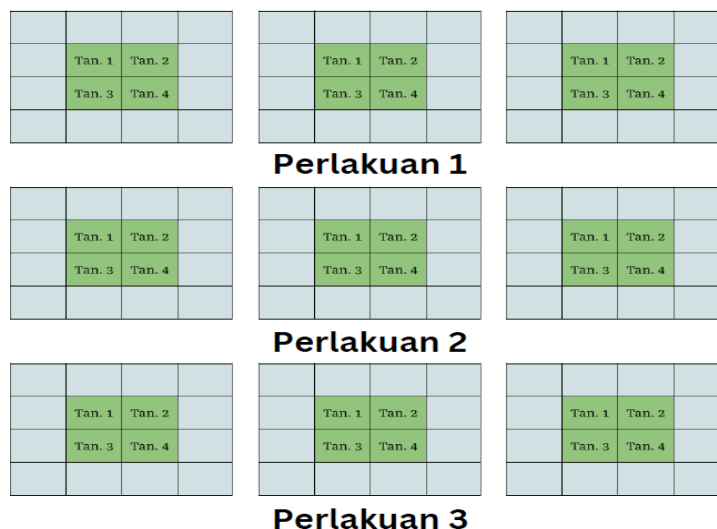 Tan. 1 Tan. 2 Tan. 1 Tan. 2 Tan. 1 Tan. 2
Tan. 3 Tan. 4 Tan. 3 Tan. 4 Tan. 3 Tan. 4
Perlakuan 1
Tan. 1 Tan. 2 Tan. 1 Tan. 2 Tan. 1 Tan. 2
Tan. 3 Tan. 4 Tan. 3 Tan. 4 Tan. 3 Tan. 4
Perlakuan 2
Tan. 1 Tan. 2 Tan. 1 Tan. 2 Tan. 1 Tan. 2
Tan. 3 Tan. 4 Tan. 3 Tan. 4 Tan. 3 Tan. 4
Perlakuan 3